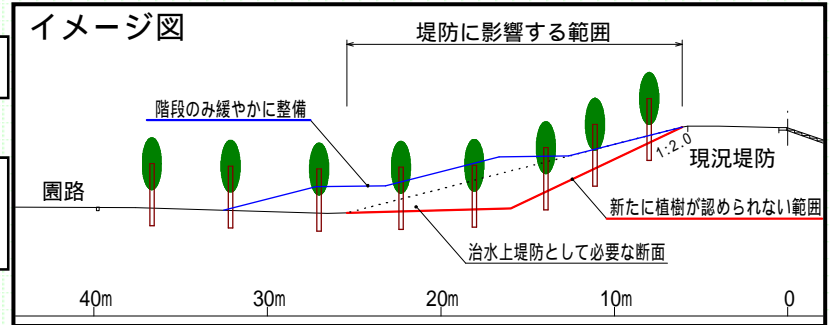 イメージ図
堤防に影響する範囲
階段のみ緩やかに整備
1:2.0
現況堤防
園路
新たに植樹が認められない範囲
治水上堤防として必要な断面
40m 30m 20m 10m 0